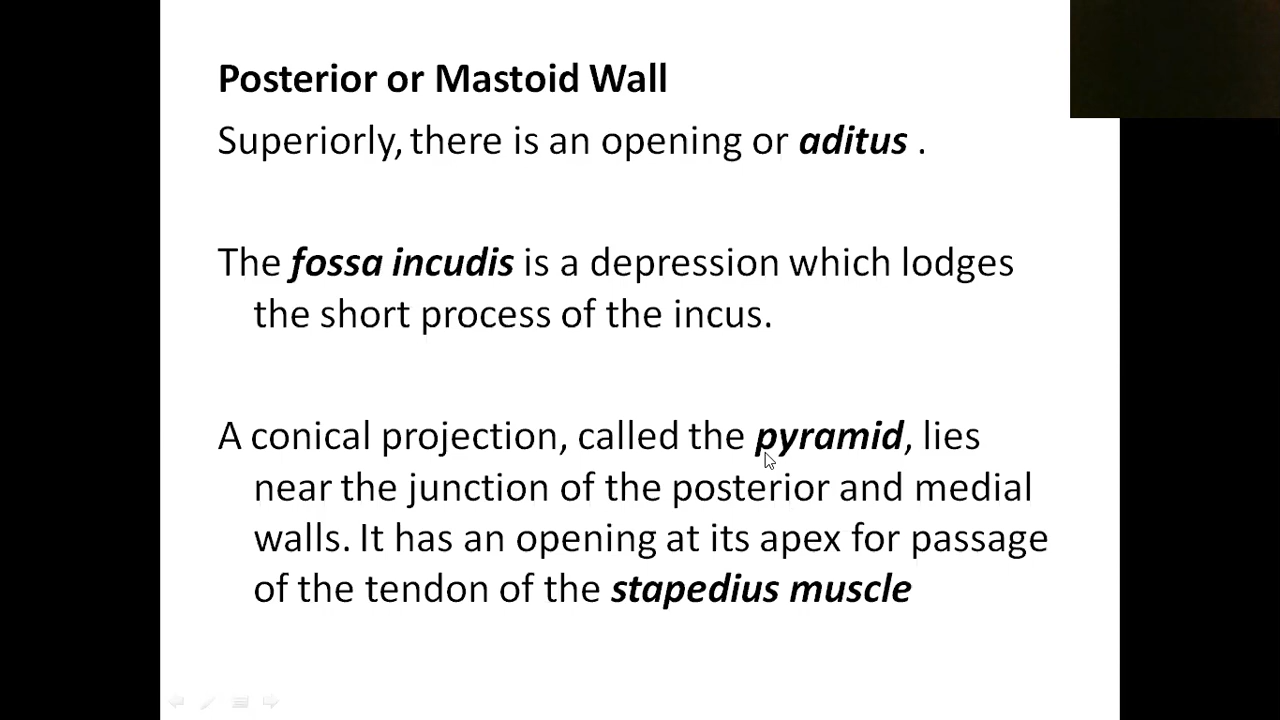 Posterior or Mastoid Wall
Superiorly, there is an opening or aditus .
The fossa incudis is a depression which lodges
the short process of the incus.
A conical projection, called the pyramid, lies
near the junction of the posterior and medial
walls. It has an opening at its apex for passage
of the tendon of the stapedius muscle